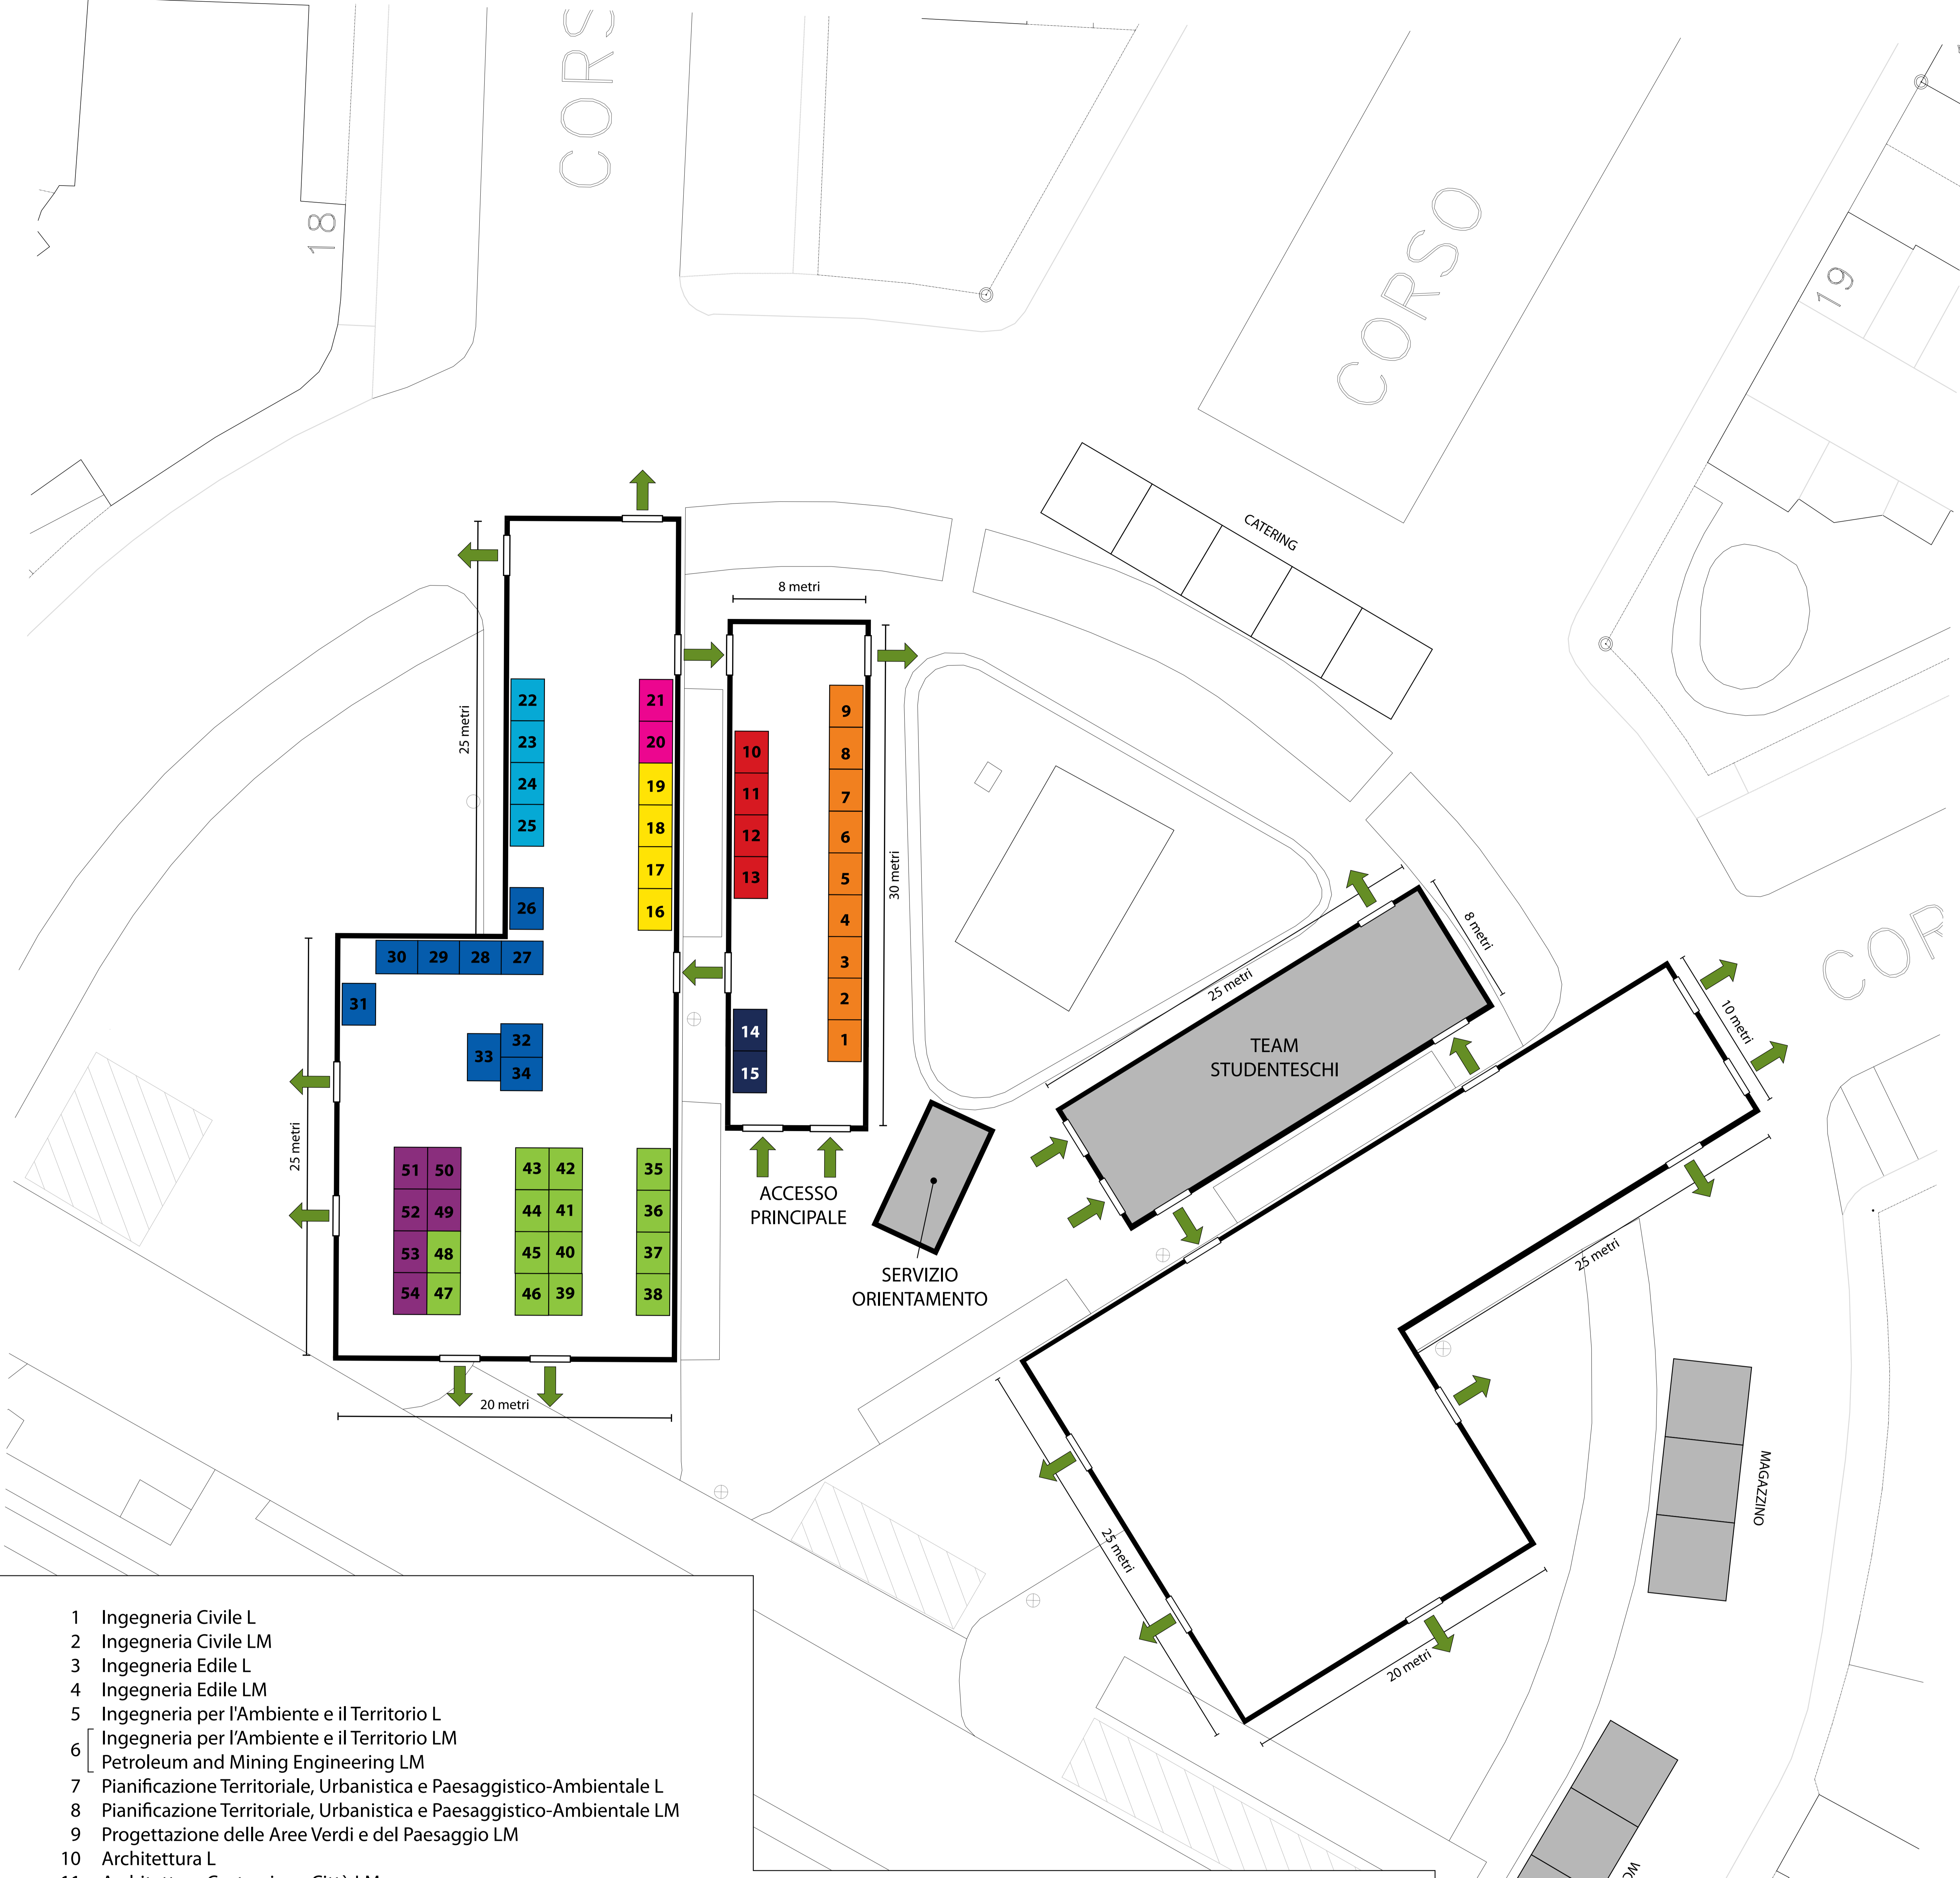 CORS
CORSO
18
19
CATERING
8 metri
25 metri
22
23
24
25
26
21
20
19
18
17
16
10
11
12
13
9
8
7
6
5
4
3
2
1
14
15
30 metri
30
29
28
27
31
32
33
34
25 metri
51
50
52
49
53
48
54
47
43
42
44
41
45
40
46
39
35
36
37
38
20 metri
ACCESSO
PRINCIPALE
SERVIZIO
ORIENTAMENTO
TEAM
STUDENTESCHI
25 metri
8 metri
COR
10 metri
25 metri
25 metri
20 metri
MAGAZZINO
WO
1 Ingegneria Civile L
2 Ingegneria Civile LM
3 Ingegneria Edile L
4 Ingegneria Edile LM
5 Ingegneria per l'Ambiente e il Territorio L
6 Ingegneria per l’Ambiente e il Territorio LM
Petroleum and Mining Engineering LM
7 Pianificazione Territoriale, Urbanistica e Paesaggistico-Ambientale L
8 Pianificazione Territoriale, Urbanistica e Paesaggistico-Ambientale LM
9 Progettazione delle Aree Verdi e del Paesaggio LM
10 Architettura L